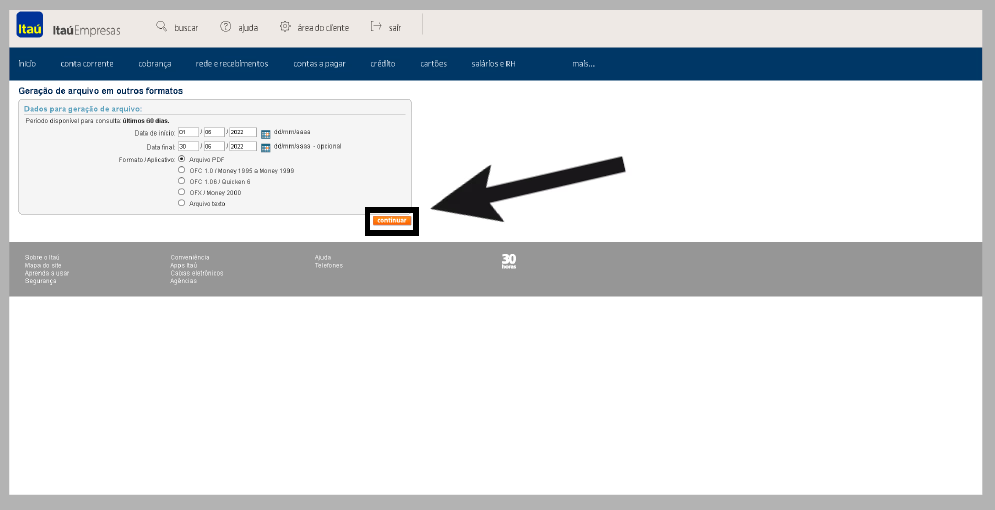 Itaú ItaúEmpresas buscar ajuda área do cliente sair
início conta corrente cobrança rede e recebimentos contas a pagar crédito cartões salários e RH mais...
Geração de arquivo em outros formatos
Dados para geração de arquivo:
Período disponível para consulta: últimos 60 dias.
Data de início: 01 / 06 / 2022 dd/mm/aaaa
Data final: 30 / 06 / 2022 dd/mm/aaaa - opcional
Formato / Aplicativo: Arquivo PDF
OFC 1.0 / Money 1995 a Money 1999
OFC 1.06 / Quicken 6
OFX / Money 2000
Arquivo texto
continuar
Sobre o Itaú Conveniência Ajuda 30 horas
Mapa do site Apps Itaú Telefones
Aprenda a usar Caixas eletrônicos
Segurança Agências